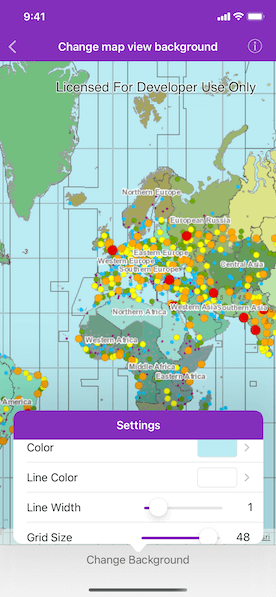 9:41
Change map view background
Licensed For Developer Use Only
Northern Europe
European Russia
Eastern Europe
Western Europe
Central Asia
Southern Europe
Western Asia
Southern Asia
Northern Africa
Western Africa
Middle Africa
Eastern Africa
America
Settings
Color
Line Color
Line Width
1
Grid Size
48
Change Background